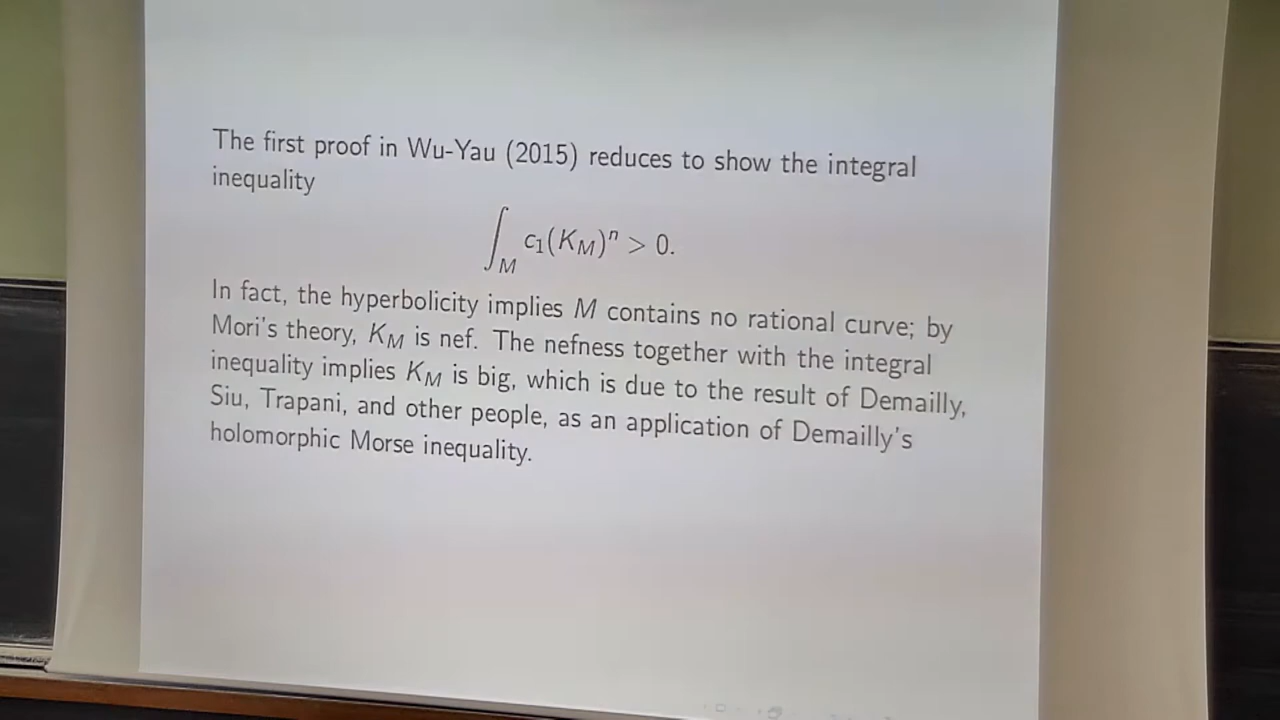 The first proof in Wu-Yau (2015) reduces to show the integral
inequality
∫_M c₁(K_M)ⁿ > 0.
In fact, the hyperbolicity implies M contains no rational curve; by
Mori's theory, K_M is nef. The nefness together with the integral
inequality implies K_M is big, which is due to the result of Demailly,
Siu, Trapani, and other people, as an application of Demailly's
holomorphic Morse inequality.